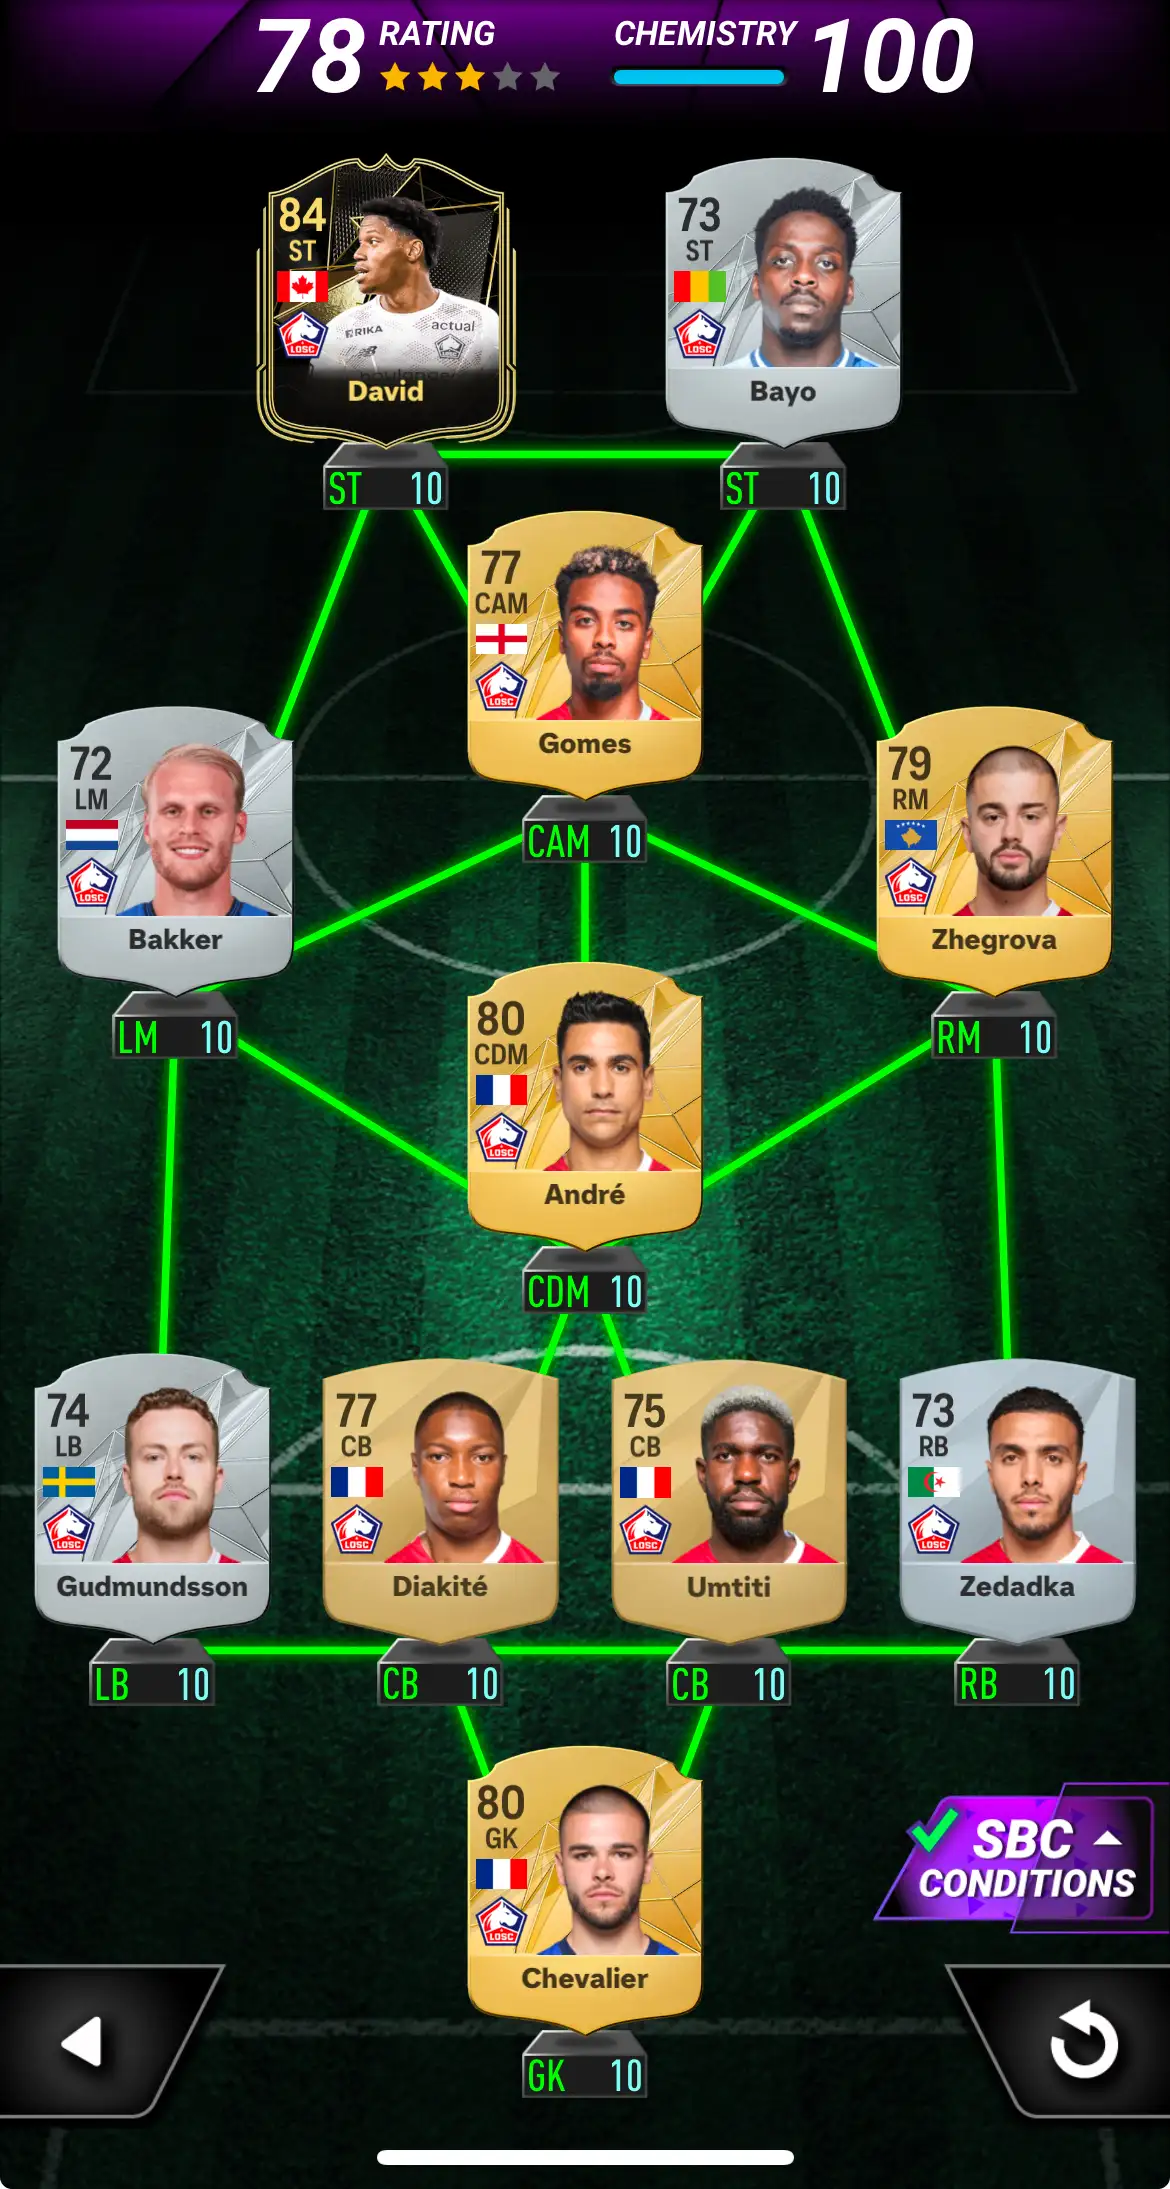 78 RATING CHEMISTRY 100
84
ST
LOSC
RIKA
actual
David
73
ST
LOSC
Bayo
ST 10
ST 10
77
CAM
LOSC
Gomes
72
LM
LOSC
Bakker
79
RM
LOSC
Zhegrova
CAM 10
LM 10
RM 10
80
CDM
LOSC
André
CDM 10
74
LB
LOSC
Gudmundsson
77
CB
LOSC
Diakité
75
CB
LOSC
Umtiti
73
RB
LOSC
Zedadka
LB 10
CB 10
CB 10
RB 10
80
GK
LOSC
Chevalier
GK 10
SBC
CONDITIONS